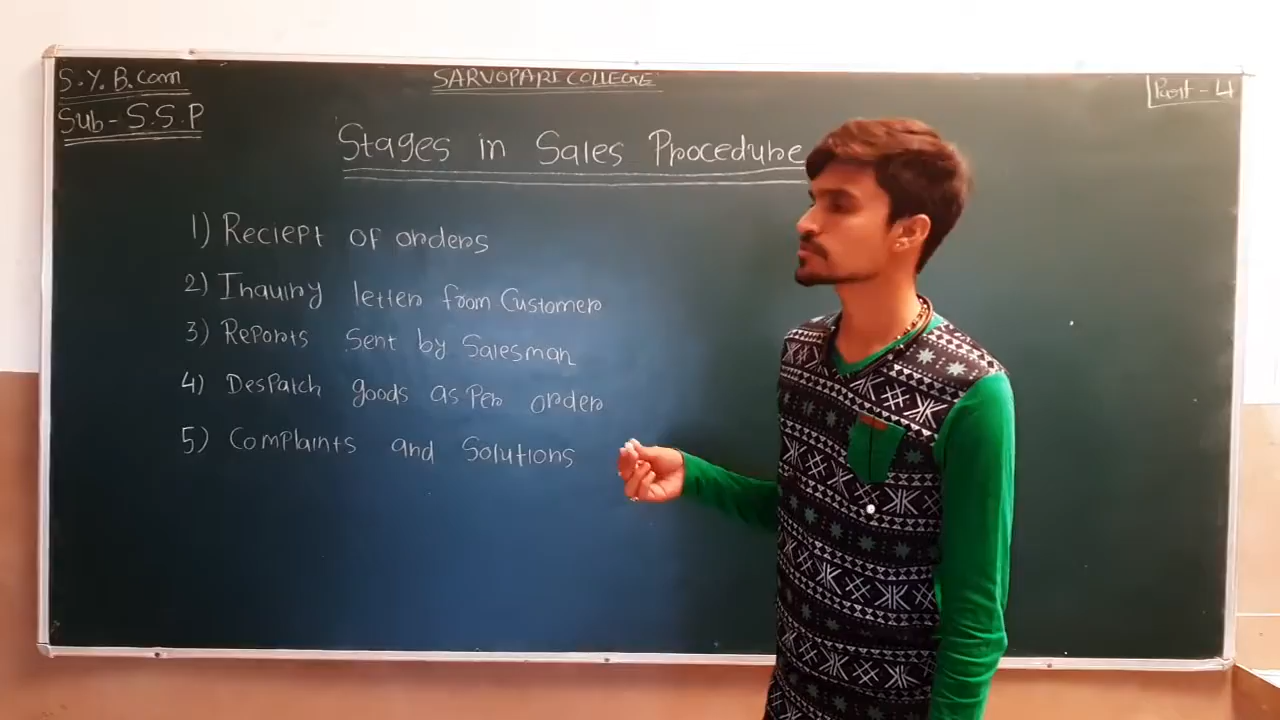 S.Y.B.com
SARVOPARI COLLEGE
Part - 4
Sub - S.S.P
Stages in Sales Procedure
1) Reciept of orders
2) Inquiry letter from Customer
3) Reports Sent by Salesman
4) Despatch goods as Per order
5) Complaints and Solutions